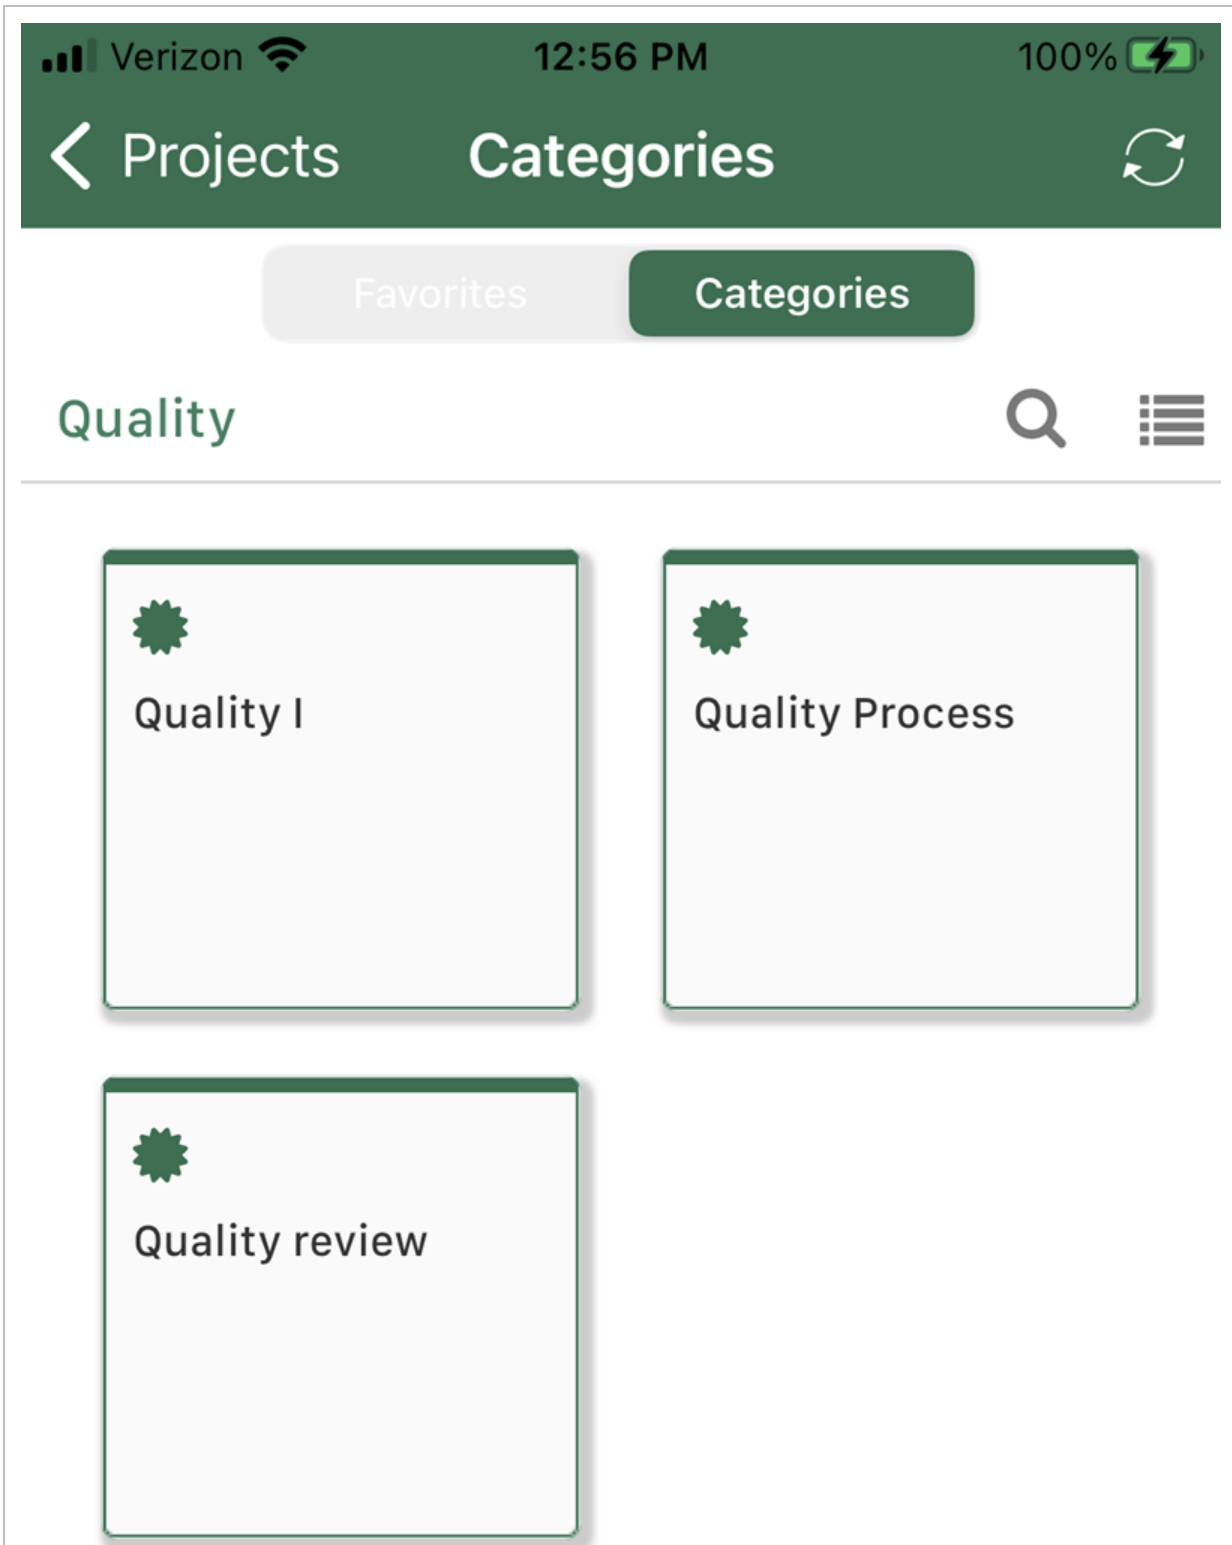 Verizon 12:56 PM 100%
Projects Categories
Favorites Categories
Quality
Quality I Quality Process
Quality review